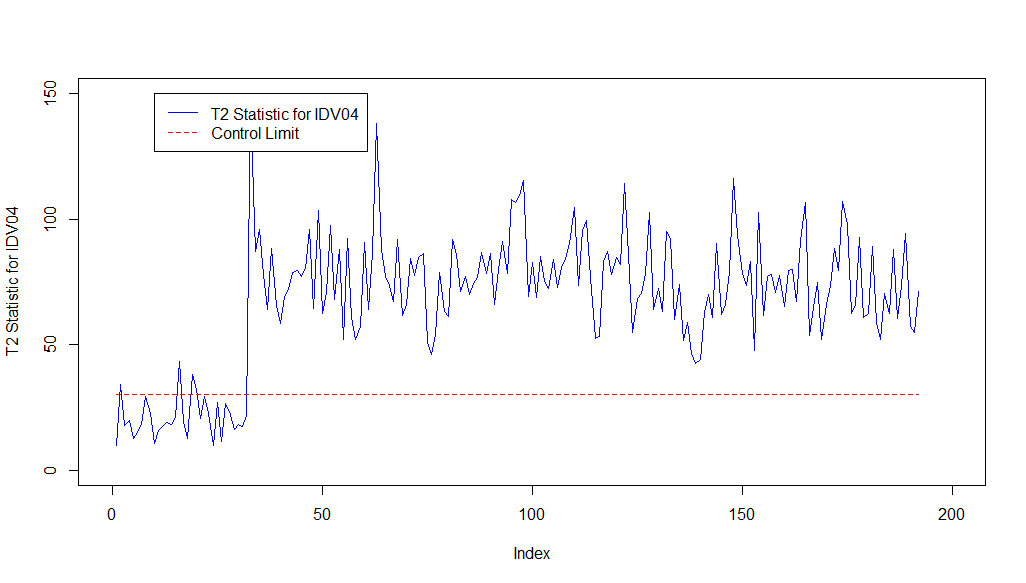 150
100
50
0
T2 Statistic for IDV04
T2 Statistic for IDV04
Control Limit
0 50 100 150 200
Index